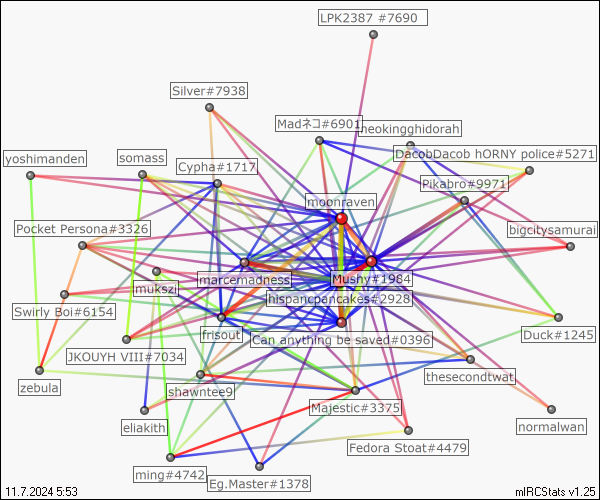 LPK2387 #7690
Silver#7938
Madネコ#6901
heokingghidorah
yoshimanden
somass
Cypha#1717
DacobDacob hORNY police#5271
Pikabro#9971
moonraven
Pocket Persona#3326
bigcitysamurai
mukszi
marcemadness
Mushy#1984
hispancpancakes#2928
Swirly Boi#6154
frisout
Can anything be saved#0396
Duck#1245
JKOUYH VIII#7034
zebula
shawntee9
thesecondtwat
Majestic#3375
eliakith
normalwan
Fedora Stoat#4479
ming#4742
Eg.Master#1378
11.7.2024 5:53
mIRCStats v1.25